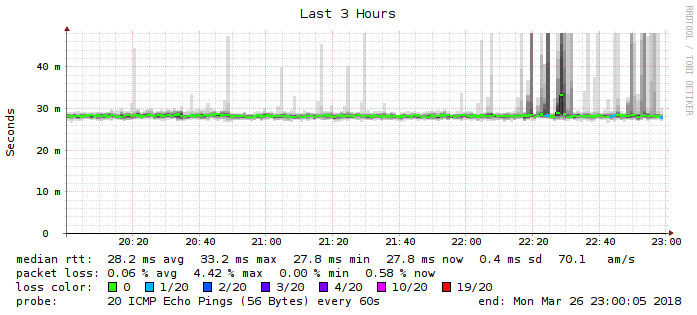 Last 3 Hours
RRDTOOL / TOBI OETIKER
Seconds
40 m
30 m
20 m
10 m
0
20:20 20:40 21:00 21:20 21:40 22:00 22:20 22:40 23:00
median rtt: 28.2 ms avg 33.2 ms max 27.8 ms min 27.8 ms now 0.4 ms sd 70.1 am/s
packet loss: 0.06 % avg 4.42 % max 0.00 % min 0.58 % now
loss color: 0 1/20 2/20 3/20 4/20 10/20 19/20
probe: 20 ICMP Echo Pings (56 Bytes) every 60s end: Mon Mar 26 23:00:05 2018